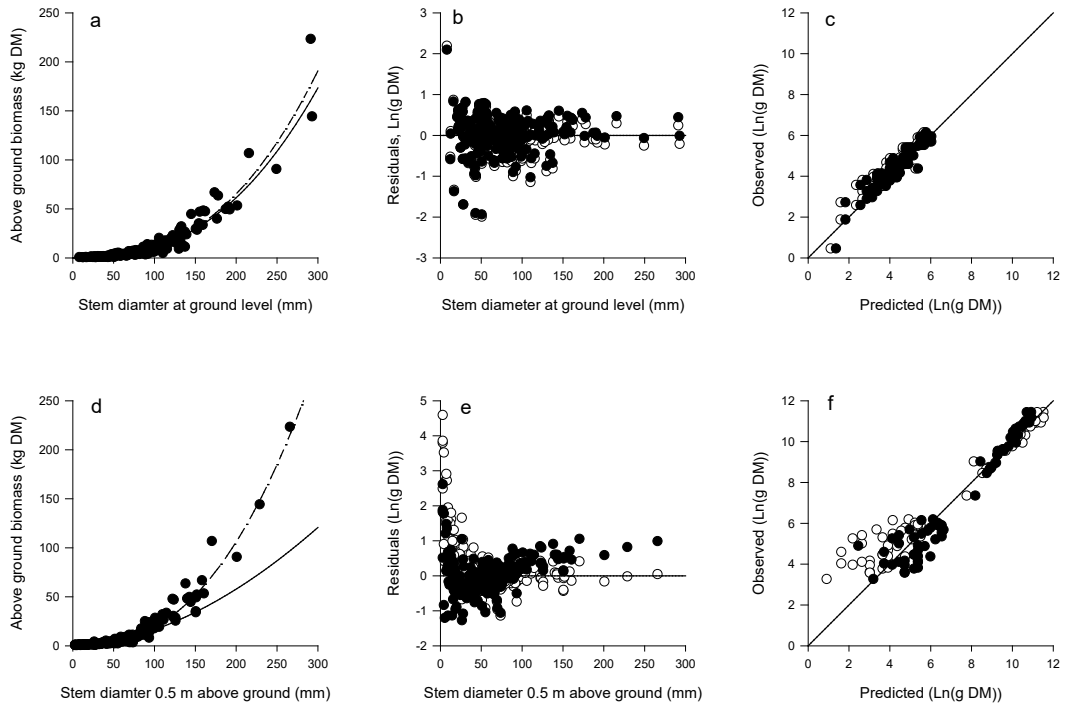 a
Above ground biomass (kg DM)
250
200
150
100
50
0
0 50 100 150 200 250 300
Stem diamter at ground level (mm)
b
Residuals, Ln(g DM)
3
2
1
0
-1
-2
-3
0 50 100 150 200 250 300
Stem diameter at ground level (mm)
c
Observed (Ln(g DM))
12
10
8
6
4
2
0
0 2 4 6 8 10 12
Predicted (Ln(g DM))
d
Above ground biomass (kg DM)
250
200
150
100
50
0
0 50 100 150 200 250 300
Stem diamter 0.5 m above ground (mm)
e
Residuals (Ln(g DM))
5
4
3
2
1
0
-1
-2
0 50 100 150 200 250 300
Stem diameter 0.5 m above ground (mm)
f
Observed (Ln(g DM))
12
10
8
6
4
2
0
0 2 4 6 8 10 12
Predicted (Ln(g DM))